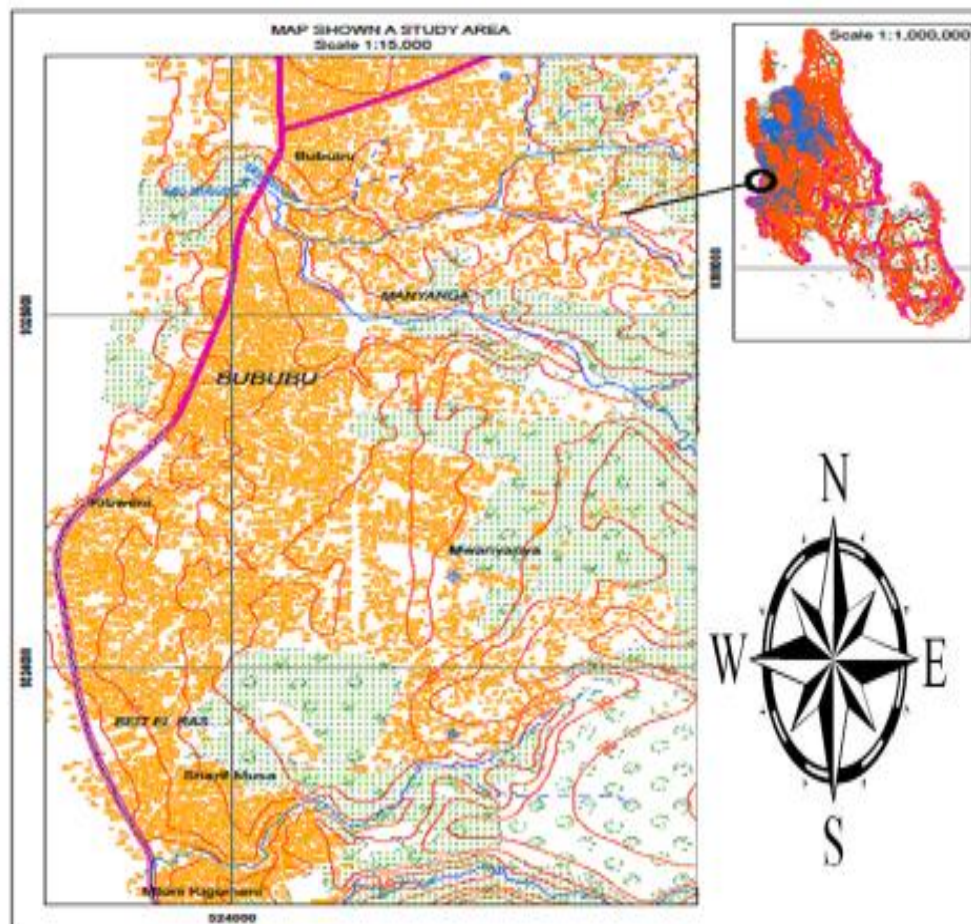 MAP SHOWN A STUDY AREA
Scale 1:15,000
Scale 1:1,000,000
Bububu
MANYANGA
BUBUBU
Kibweni
Mwanyanya
BEIT EL RAS
Sharif Musa
Mtoni Kigomeni
524000
N
W
E
S